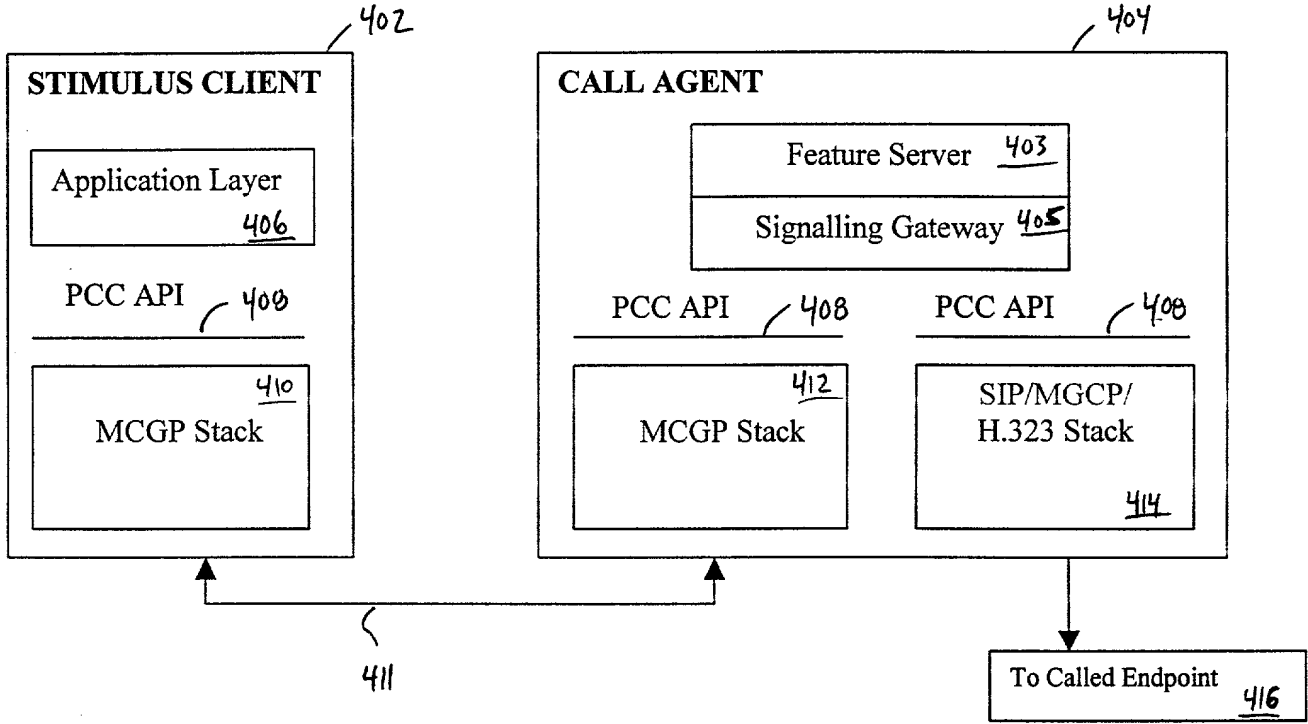 402
STIMULUS CLIENT
Application Layer
406
PCC API 408
410
MCGP Stack
404
CALL AGENT
Feature Server 403
Signalling Gateway 405
PCC API 408
PCC API 408
412
MCGP Stack
SIP/MGCP/
H.323 Stack
414
411
To Called Endpoint
416